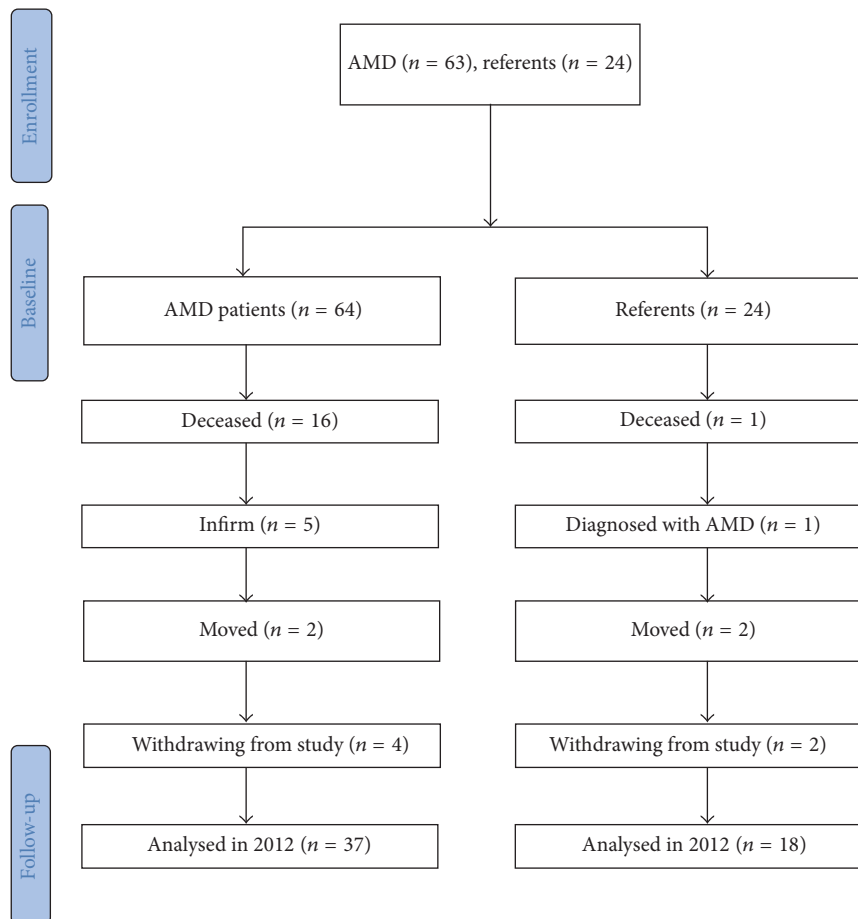 Enrollment
AMD (n = 63), referents (n = 24)
Baseline
AMD patients (n = 64)
Referents (n = 24)
Deceased (n = 16)
Deceased (n = 1)
Infirm (n = 5)
Diagnosed with AMD (n = 1)
Moved (n = 2)
Moved (n = 2)
Follow-up
Withdrawing from study (n = 4)
Withdrawing from study (n = 2)
Analysed in 2012 (n = 37)
Analysed in 2012 (n = 18)